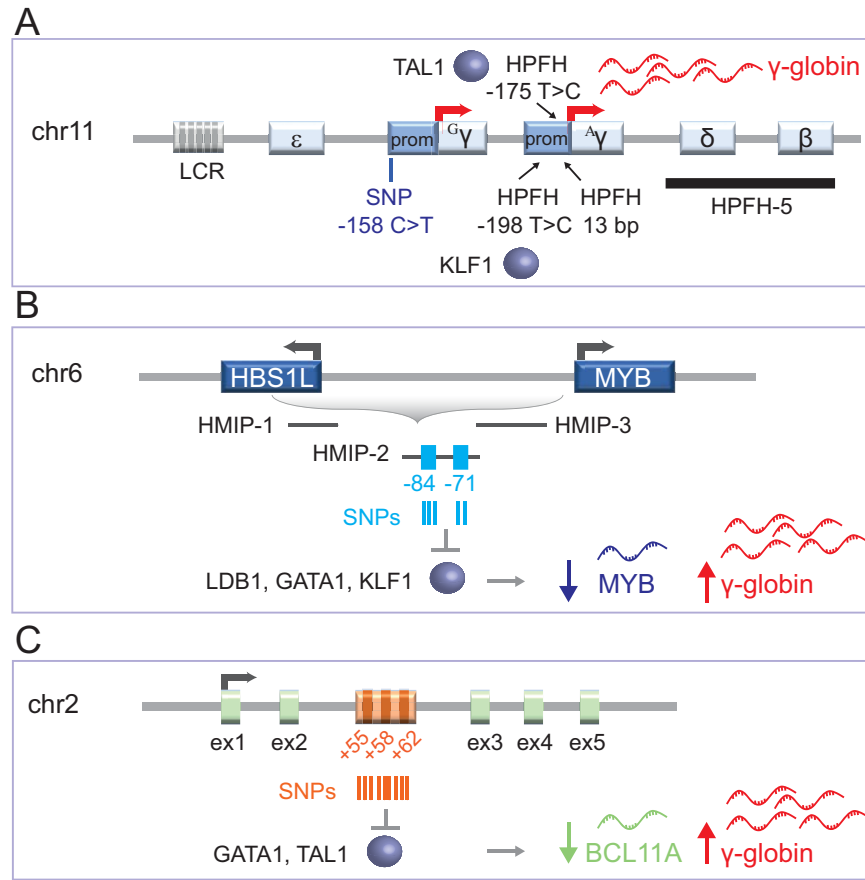 A
TAL1
HPFH
-175 T>C
γ-globin
chr11
LCR
ε
prom
Gγ
prom
Aγ
δ
β
SNP
-158 C>T
HPFH
-198 T>C
HPFH
13 bp
HPFH-5
KLF1
B
chr6
HBS1L
MYB
HMIP-1
HMIP-3
HMIP-2
-84
-71
SNPs
LDB1, GATA1, KLF1
MYB
γ-globin
C
chr2
ex1
ex2
+55
+58
+62
ex3
ex4
ex5
SNPs
GATA1, TAL1
BCL11A
γ-globin